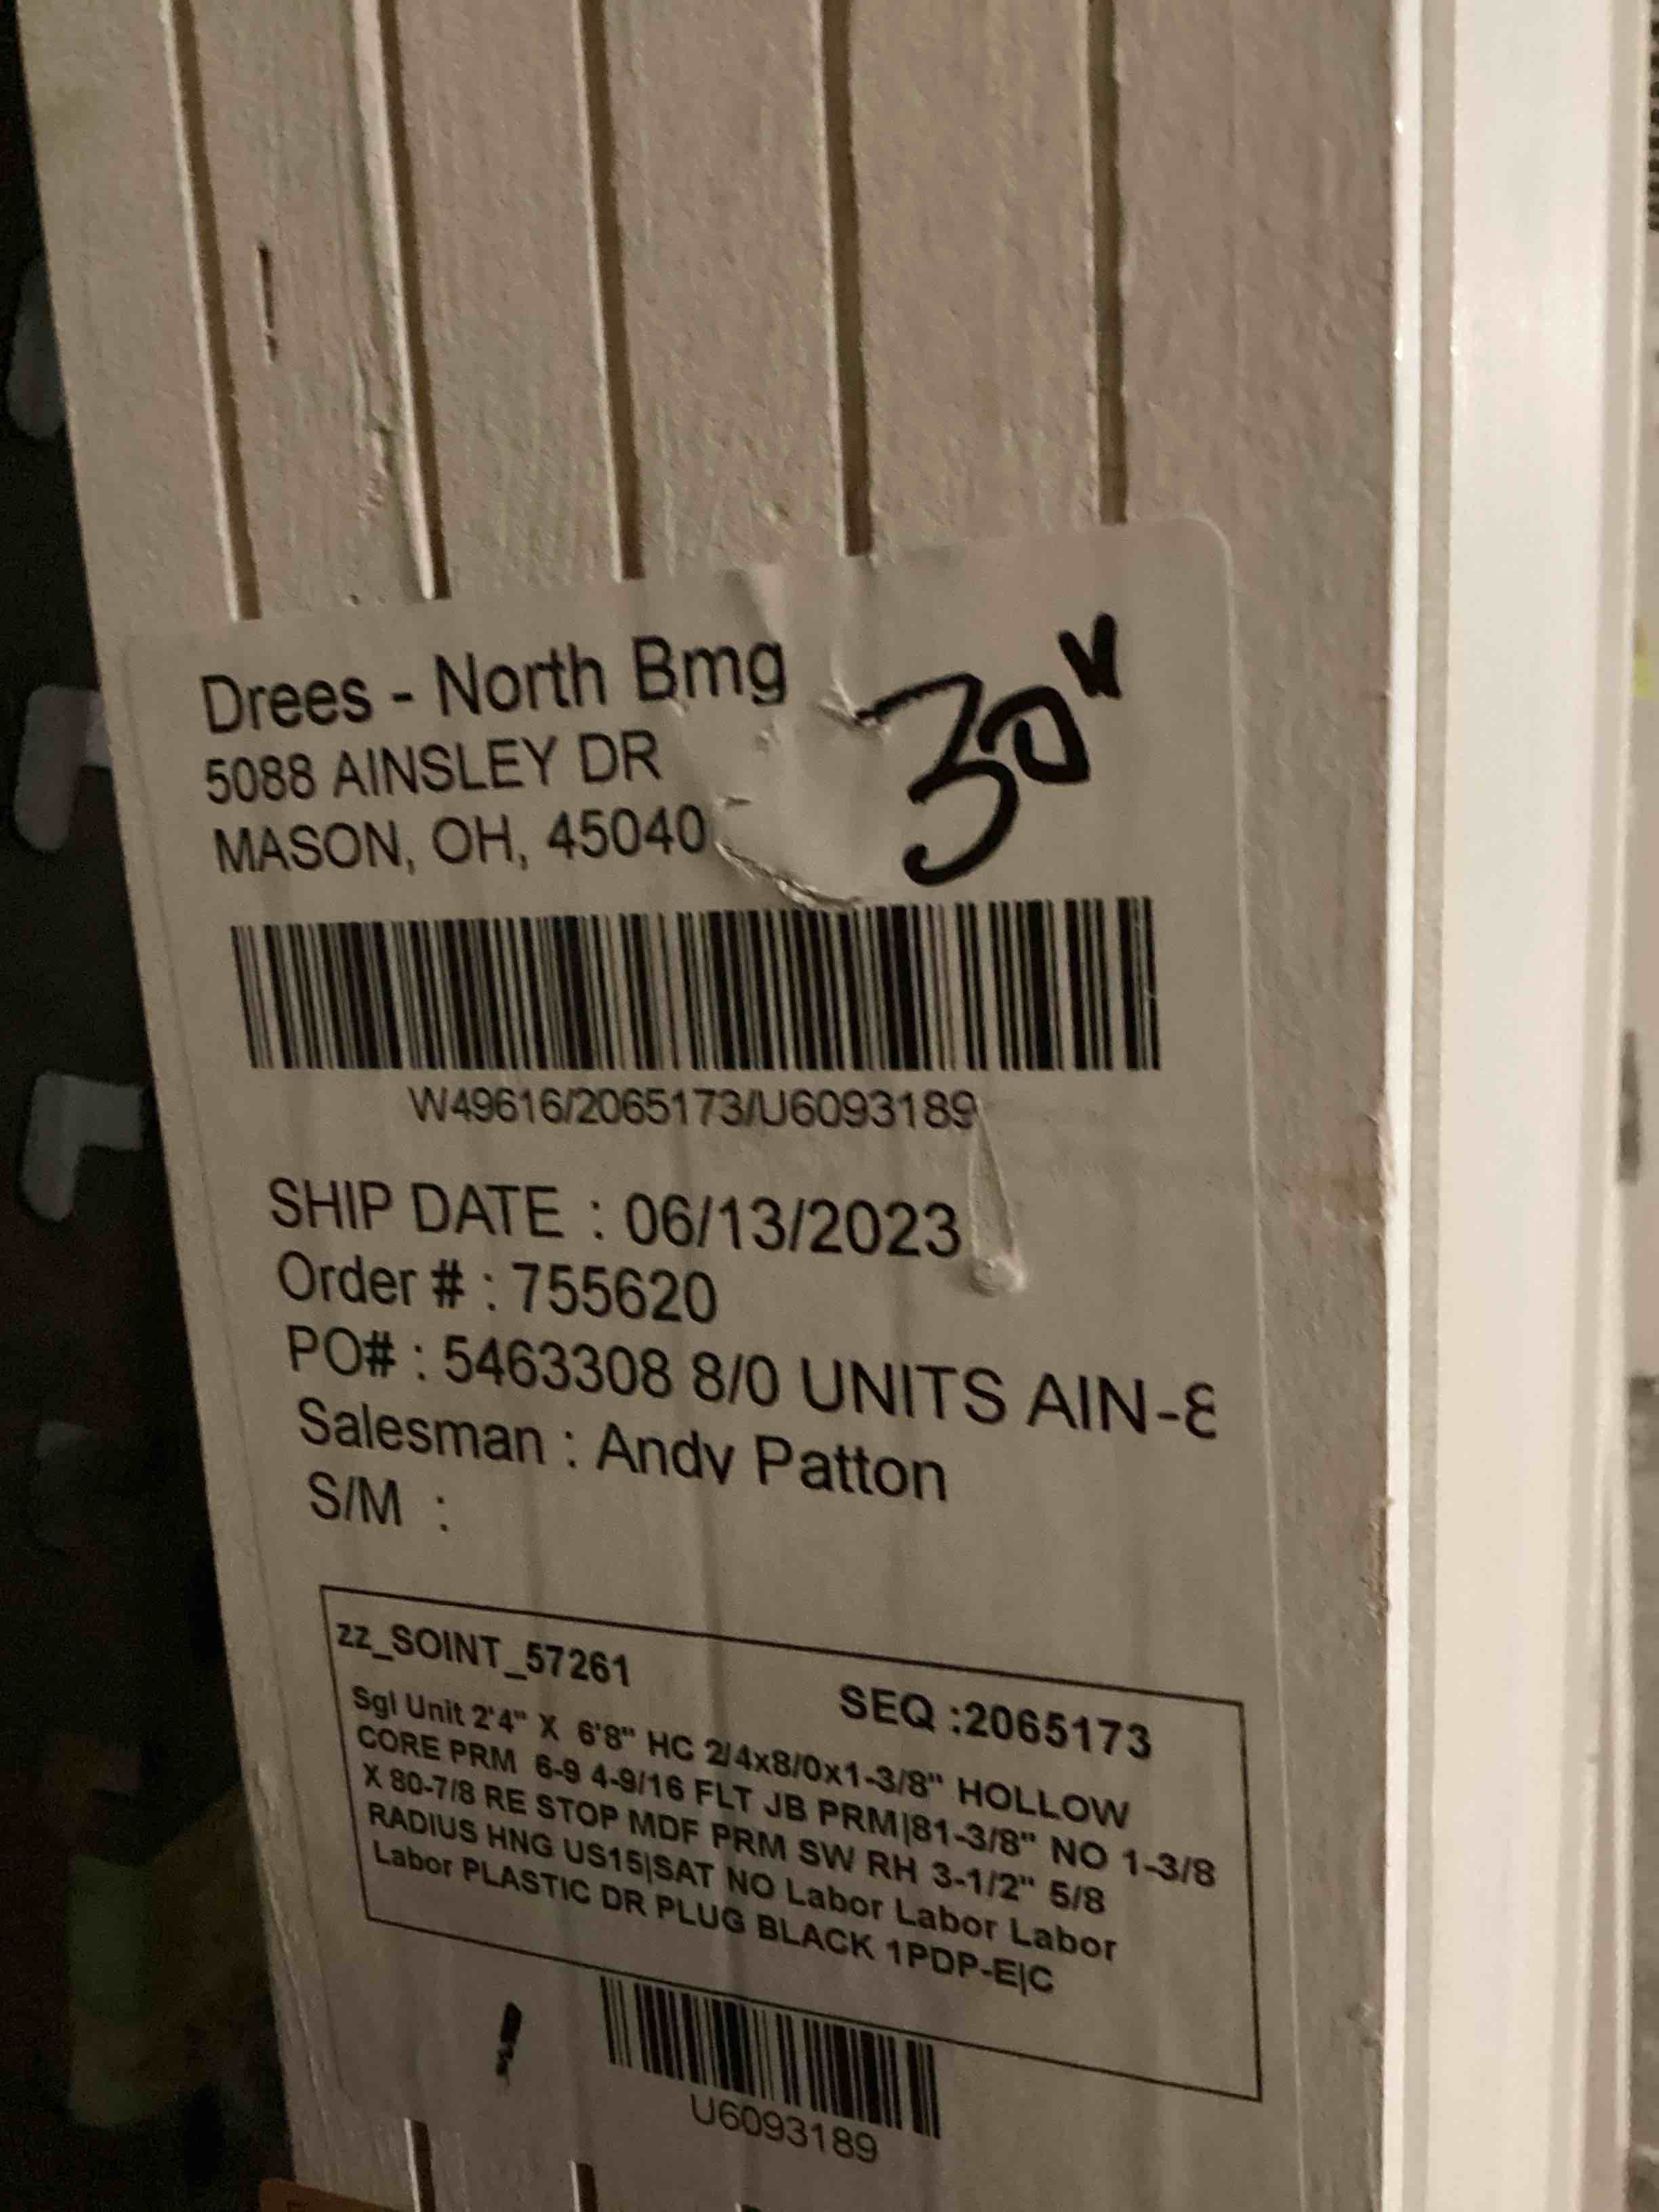 Drees - North Bmg
30"
5088 AINSLEY DR
MASON, OH, 45040
W49616/2065173/U6093189
SHIP DATE : 06/13/2023
Order # : 755620
PO# : 5463308 8/0 UNITS AIN-8
Salesman : Andy Patton
S/M :
zz_SOINT_57261
SEQ :2065173
Sgl Unit 2'4" X 6'8" HC 2/4x8/0x1-3/8" HOLLOW
CORE PRM 6-9 4-9/16 FLT JB PRM|81-3/8" NO 1-3/8
X 80-7/8 RE STOP MDF PRM SW RH 3-1/2" 5/8
RADIUS HNG US15|SAT NO Labor Labor Labor
Labor PLASTIC DR PLUG BLACK 1PDP-E|C
U6093189